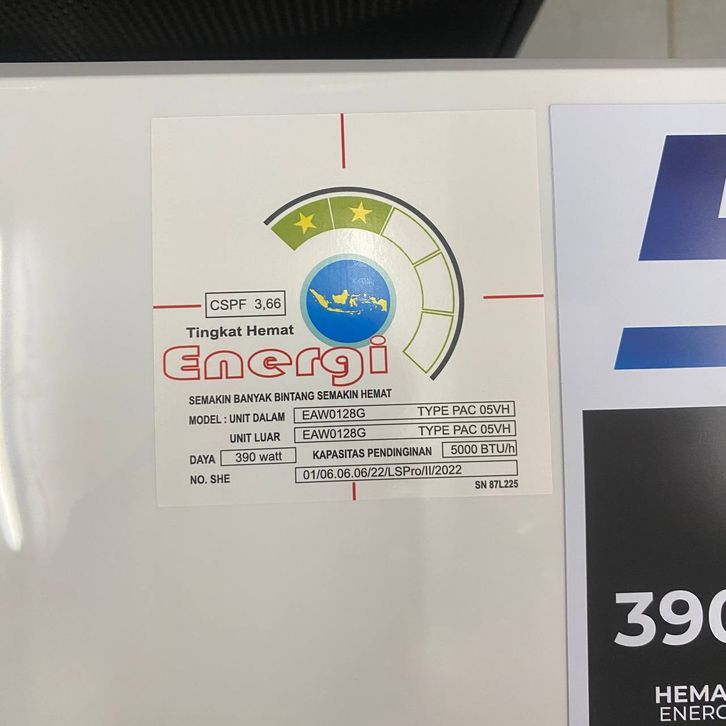 CSPF 3,66
Tingkat Hemat
Energi
SEMAKIN BANYAK BINTANG SEMAKIN HEMAT
MODEL : UNIT DALAM EAW0128G TYPE PAC 05VH
UNIT LUAR EAW0128G TYPE PAC 05VH
DAYA 390 watt KAPASITAS PENDINGINAN 5000 BTU/h
NO. SHE 01/06.06.06/22/LSPro/II/2022
SN 87L225
390
HEMA
ENERG